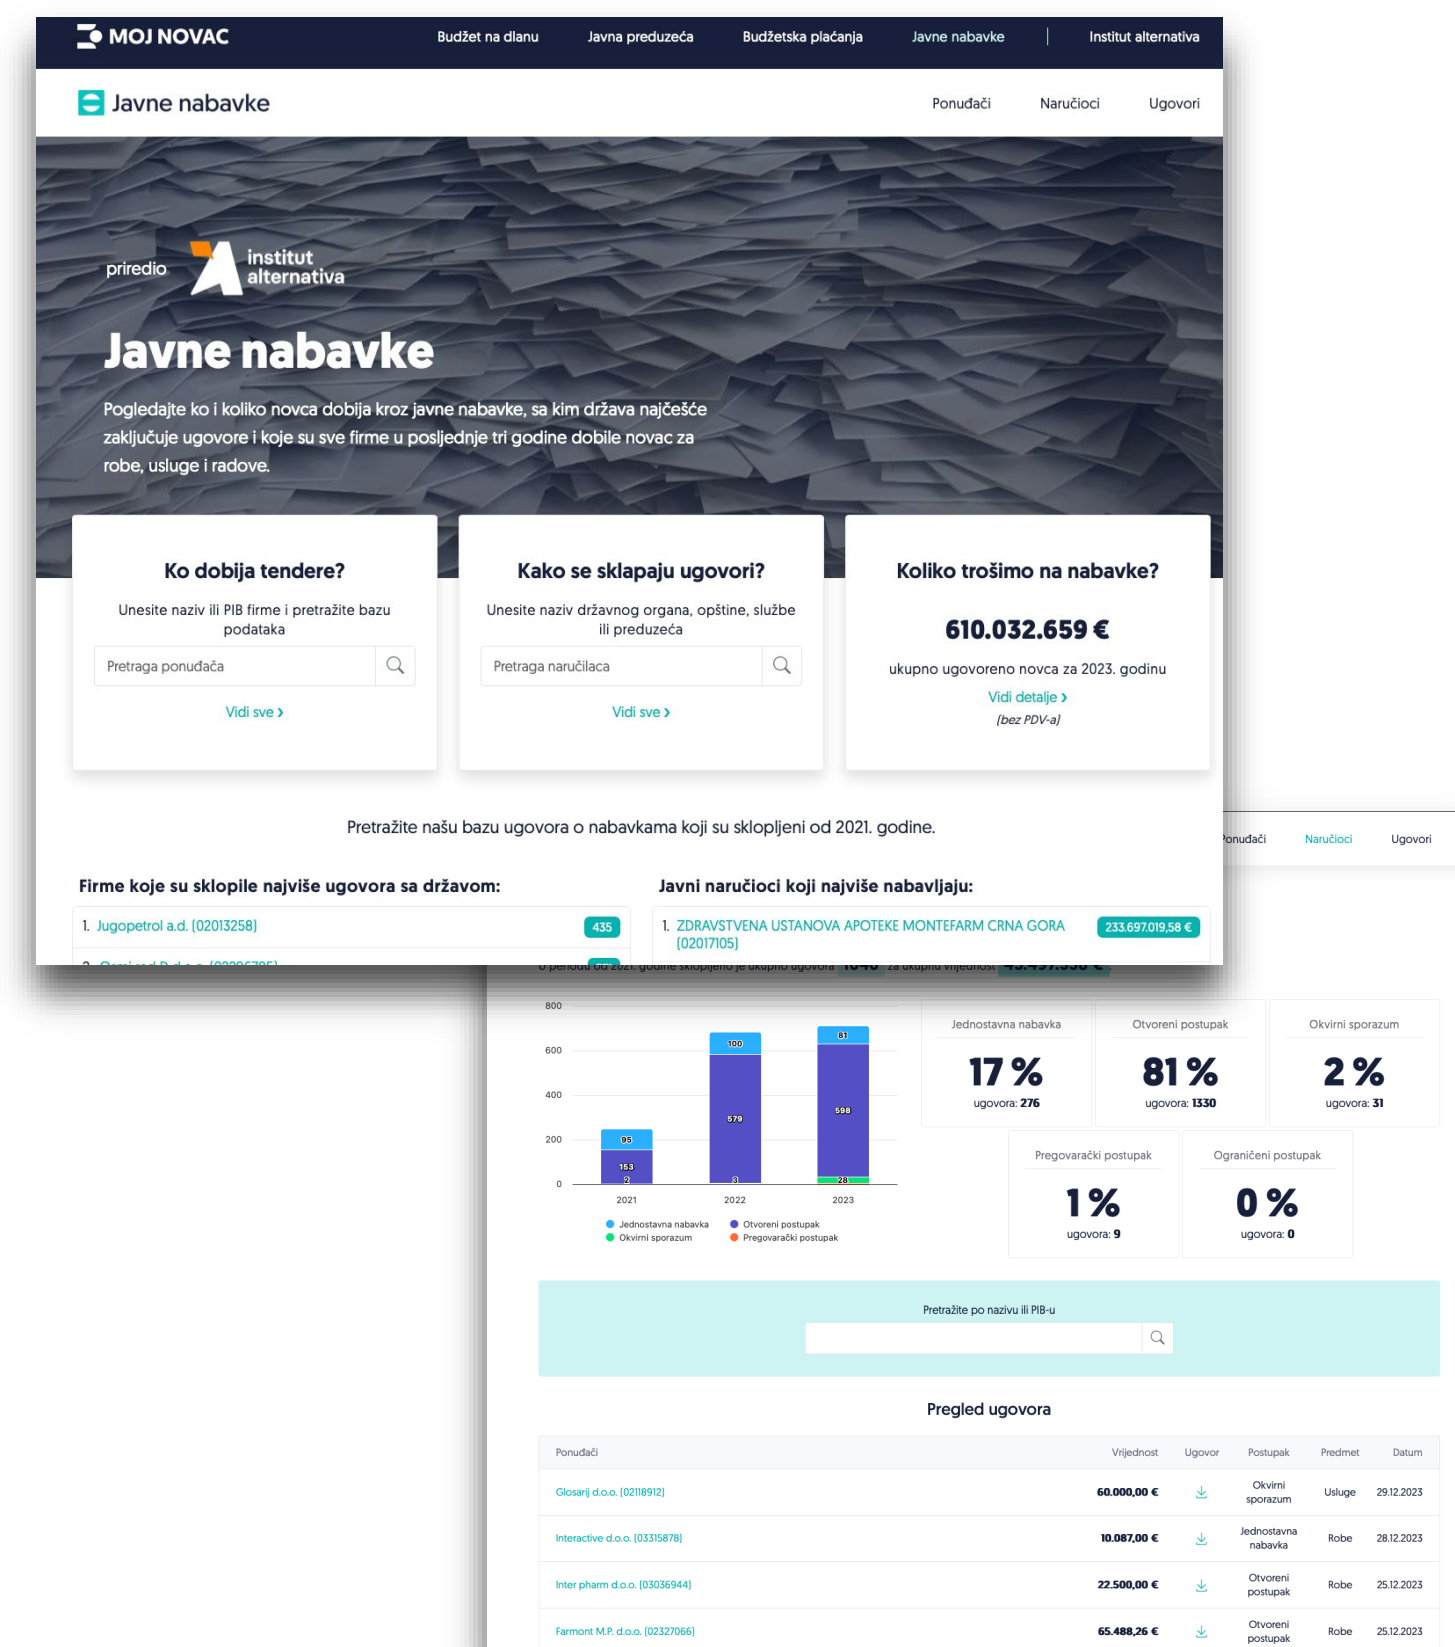 MOJ NOVAC
Budžet na dlanu
Javna preduzeća
Budžetska plaćanja
Javne nabavke
Institut alternativa
Javne nabavke
Ponuđači
Naručioci
Ugovori
priredio
institut
alternativa
Javne nabavke
Pogledajte ko i koliko novca dobija kroz javne nabavke, sa kim država najčešće
zaključuje ugovore i koje su sve firme u posljednje tri godine dobile novac za
robe, usluge i radove.
Ko dobija tendere?
Unesite naziv ili PIB firme i pretražite bazu
podataka
Pretraga ponuđača
Vidi sve ›
Kako se sklapaju ugovori?
Unesite naziv državnog organa, opštine, službe
ili preduzeća
Pretraga naručilaca
Vidi sve ›
Koliko trošimo na nabavke?
610.032.659 €
ukupno ugovoreno novca za 2023. godinu
Vidi detalje ›
(bez PDV-a)
Pretražite našu bazu ugovora o nabavkama koji su sklopljeni od 2021. godine.
Firme koje su sklopile najviše ugovora sa državom:
1. Jugopetrol a.d. (02013258)
435
Javni naručioci koji najviše nabavljaju:
1. ZDRAVSTVENA USTANOVA APOTEKE MONTEFARM CRNA GORA
(02017105)
233.697.019,58 €
Ponuđači
Naručioci
Ugovori
U periodu od 2021. godine sklopljeno je ukupno ugovora za ukupnu vrijednost
800
600
400
200
0
95
153
2
100
579
3
81
598
28
2021
2022
2023
Jednostavna nabavka
Otvoreni postupak
Okvirni sporazum
Pregovarački postupak
Jednostavna nabavka
17 %
ugovora: 276
Otvoreni postupak
81 %
ugovora: 1330
Okvirni sporazum
2 %
ugovora: 31
Pregovarački postupak
1 %
ugovora: 9
Ograničeni postupak
0 %
ugovora: 0
Pretražite po nazivu ili PIB-u
Pregled ugovora
Ponuđači Vrijednost Ugovor Postupak Predmet Datum
Glosarij d.o.o. (02118912) 60.000,00 € Okvirni sporazum Usluge 29.12.2023
Interactive d.o.o. (03315878) 10.087,00 € Jednostavna nabavka Robe 28.12.2023
Inter pharm d.o.o. (03036944) 22.500,00 € Otvoreni postupak Robe 25.12.2023
Farmont M.P. d.o.o. (02327066) 65.488,26 € Otvoreni postupak Robe 25.12.2023